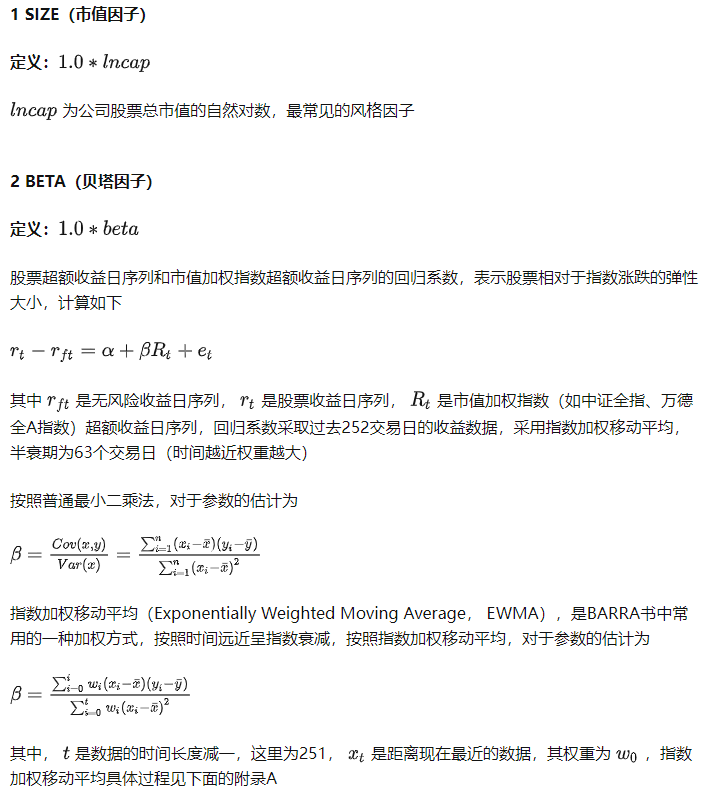 1 SIZE（市值因子）
定义：1.0 ∗ lncap
lncap 为公司股票总市值的自然对数，最常见的风格因子
2 BETA（贝塔因子）
定义：1.0 ∗ beta
股票超额收益日序列和市值加权指数超额收益日序列的回归系数，表示股票相对于指数涨跌的弹性
大小，计算如下
r_t − r_{ft} = α + βR_t + e_t
其中 r_{ft} 是无风险收益日序列， r_t 是股票收益日序列， R_t 是市值加权指数（如中证全指、万德
全A指数）超额收益日序列，回归系数采取过去252交易日的收益数据，采用指数加权移动平均，
半衰期为63个交易日（时间越近权重越大）
按照普通最小二乘法，对于参数的估计为
β = \frac{Cov(x,y)}{Var(x)} = \frac{\sum_{i=1}^{n}(x_i−\bar{x})(y_i−\bar{y})}{\sum_{i=1}^{n}(x_i−\bar{x})^2}
指数加权移动平均（Exponentially Weighted Moving Average， EWMA），是BARRA书中常
用的一种加权方式，按照时间远近呈指数衰减，按照指数加权移动平均，对于参数的估计为
β = \frac{\sum_{i−0}^{i} w_i(x_i−\bar{x})(y_i−\bar{y})}{\sum_{i=0}^{t} w_i(x_i−\bar{x})^2}
其中， t 是数据的时间长度减一，这里为251， x_t 是距离现在最近的数据，其权重为 w_0 ，指数
加权移动平均具体过程见下面的附录A